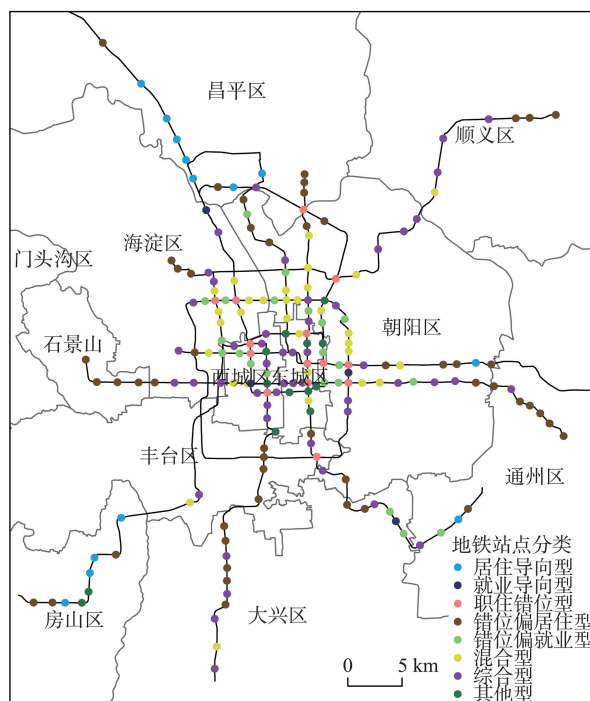 昌平区
顺义区
海淀区
门头沟区
朝阳区
石景山
西城区东城区
丰台区
通州区
大兴区
房山区
地铁站点分类
居住导向型
就业导向型
职住错位型
错位偏居住型
错位偏就业型
混合型
综合型
其他型
0 5 km